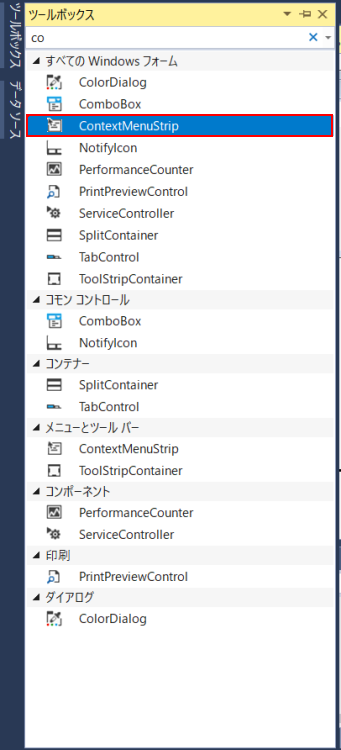 ツールボックス
データ ソース
ツールボックス
co
すべての Windows フォーム
ColorDialog
ComboBox
ContextMenuStrip
NotifyIcon
PerformanceCounter
PrintPreviewControl
ServiceController
SplitContainer
TabControl
ToolStripContainer
コモン コントロール
ComboBox
NotifyIcon
コンテナー
SplitContainer
TabControl
メニューとツール バー
ContextMenuStrip
ToolStripContainer
コンポーネント
PerformanceCounter
ServiceController
印刷
PrintPreviewControl
ダイアログ
ColorDialog